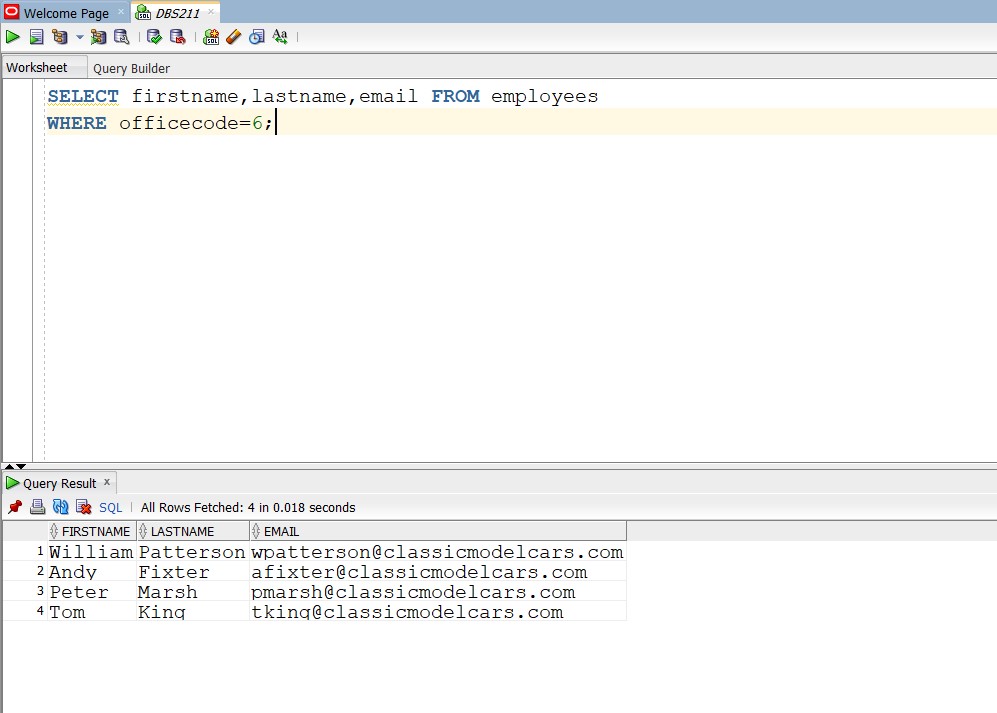 Welcome Page DBS211
Worksheet Query Builder
SELECT firstname,lastname,email FROM employees
WHERE officecode=6;
Query Result
SQL All Rows Fetched: 4 in 0.018 seconds
FIRSTNAME LASTNAME EMAIL
1 William Patterson wpatterson@classicmodelcars.com
2 Andy Fixter afixter@classicmodelcars.com
3 Peter Marsh pmarsh@classicmodelcars.com
4 Tom King tking@classicmodelcars.com